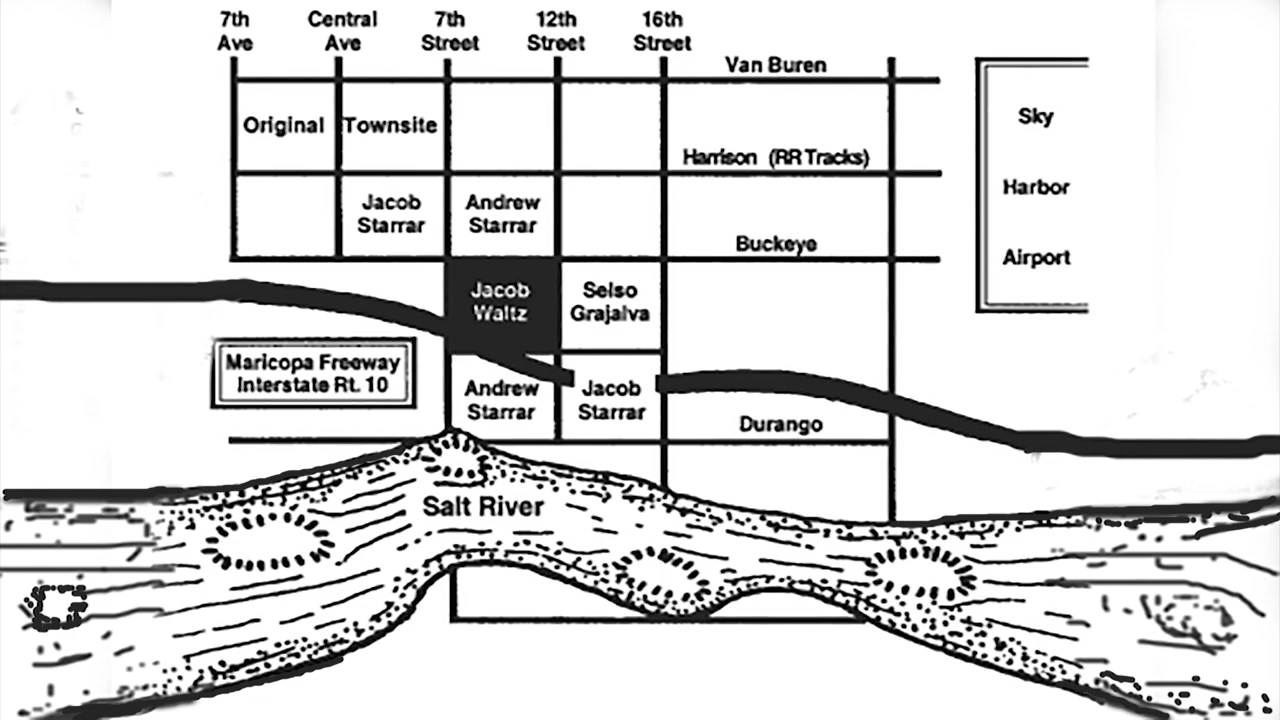 7th Ave
Central Ave
7th Street
12th Street
16th Street
Van Buren
Original Townsite
Harrison (RR Tracks)
Jacob Starrar
Andrew Starrar
Buckeye
Jacob Waltz
Selso Grajalva
Maricopa Freeway
Interstate Rt. 10
Andrew Starrar
Jacob Starrar
Durango
Salt River
Sky
Harbor
Airport